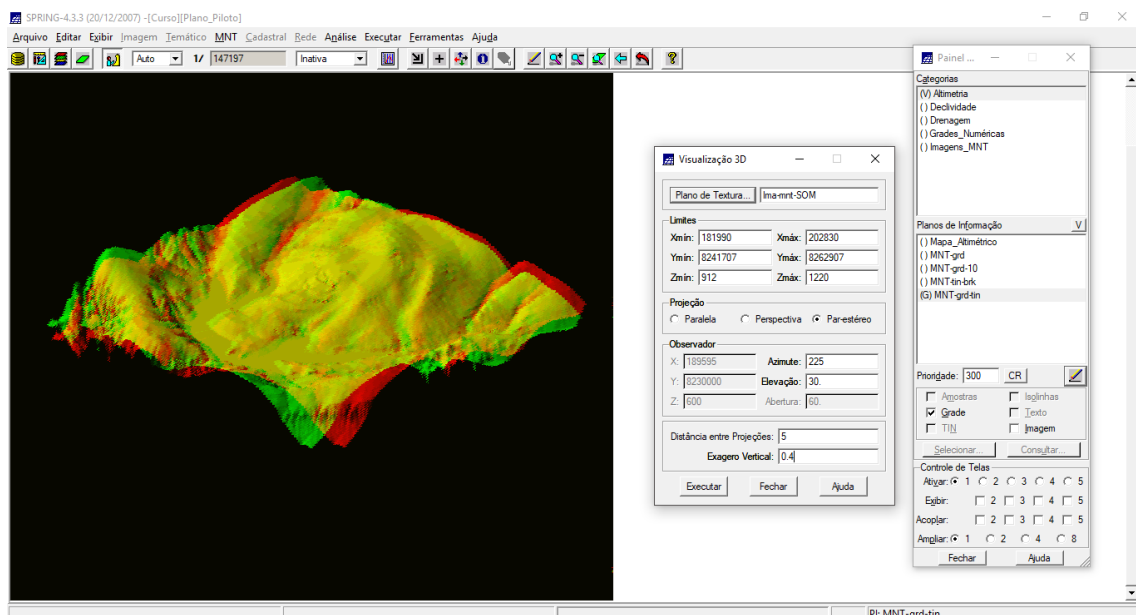 SPRING-4.3.3 (20/12/2007) -[Curso][Plano_Piloto]
Arquivo Editar Exibir Imagem Temático MNT Cadastral Rede Análise Executar Ferramentas Ajuda
Auto 1/ 147197 Inativa
Visualização 3D
Plano de Textura... Ima-mnt-SOM
Limites
Xmín: 181990 Xmáx: 202830
Ymín: 8241707 Ymáx: 8262907
Zmín: 912 Zmáx: 1220
Projeção
Paralela Perspectiva Par-estéreo
Observador
X: 189595 Azimute: 225
Y: 8230000 Elevação: 30.
Z: 600 Abertura: 60.
Distância entre Projeções: 5
Exagero Vertical: 0.4
Executar Fechar Ajuda
Painel ...
Categorias
(V) Altimetria
( ) Declividade
( ) Drenagem
( ) Grades_Numéricas
( ) Imagens_MNT
Planos de Informação V
( ) Mapa_Altimétrico
( ) MNT-grd
( ) MNT-grd-10
( ) MNT-tin-brk
(G) MNT-grd-tin
Prioridade: 300 CR
Amostras Isolinhas
Grade Texto
TIN Imagem
Selecionar... Consultar...
Controle de Telas
Ativar: 1 2 3 4 5
Exibir: 2 3 4 5
Acoplar: 2 3 4 5
Ampliar: 1 2 4 8
Fechar Ajuda
PI: MNT-grd-tin